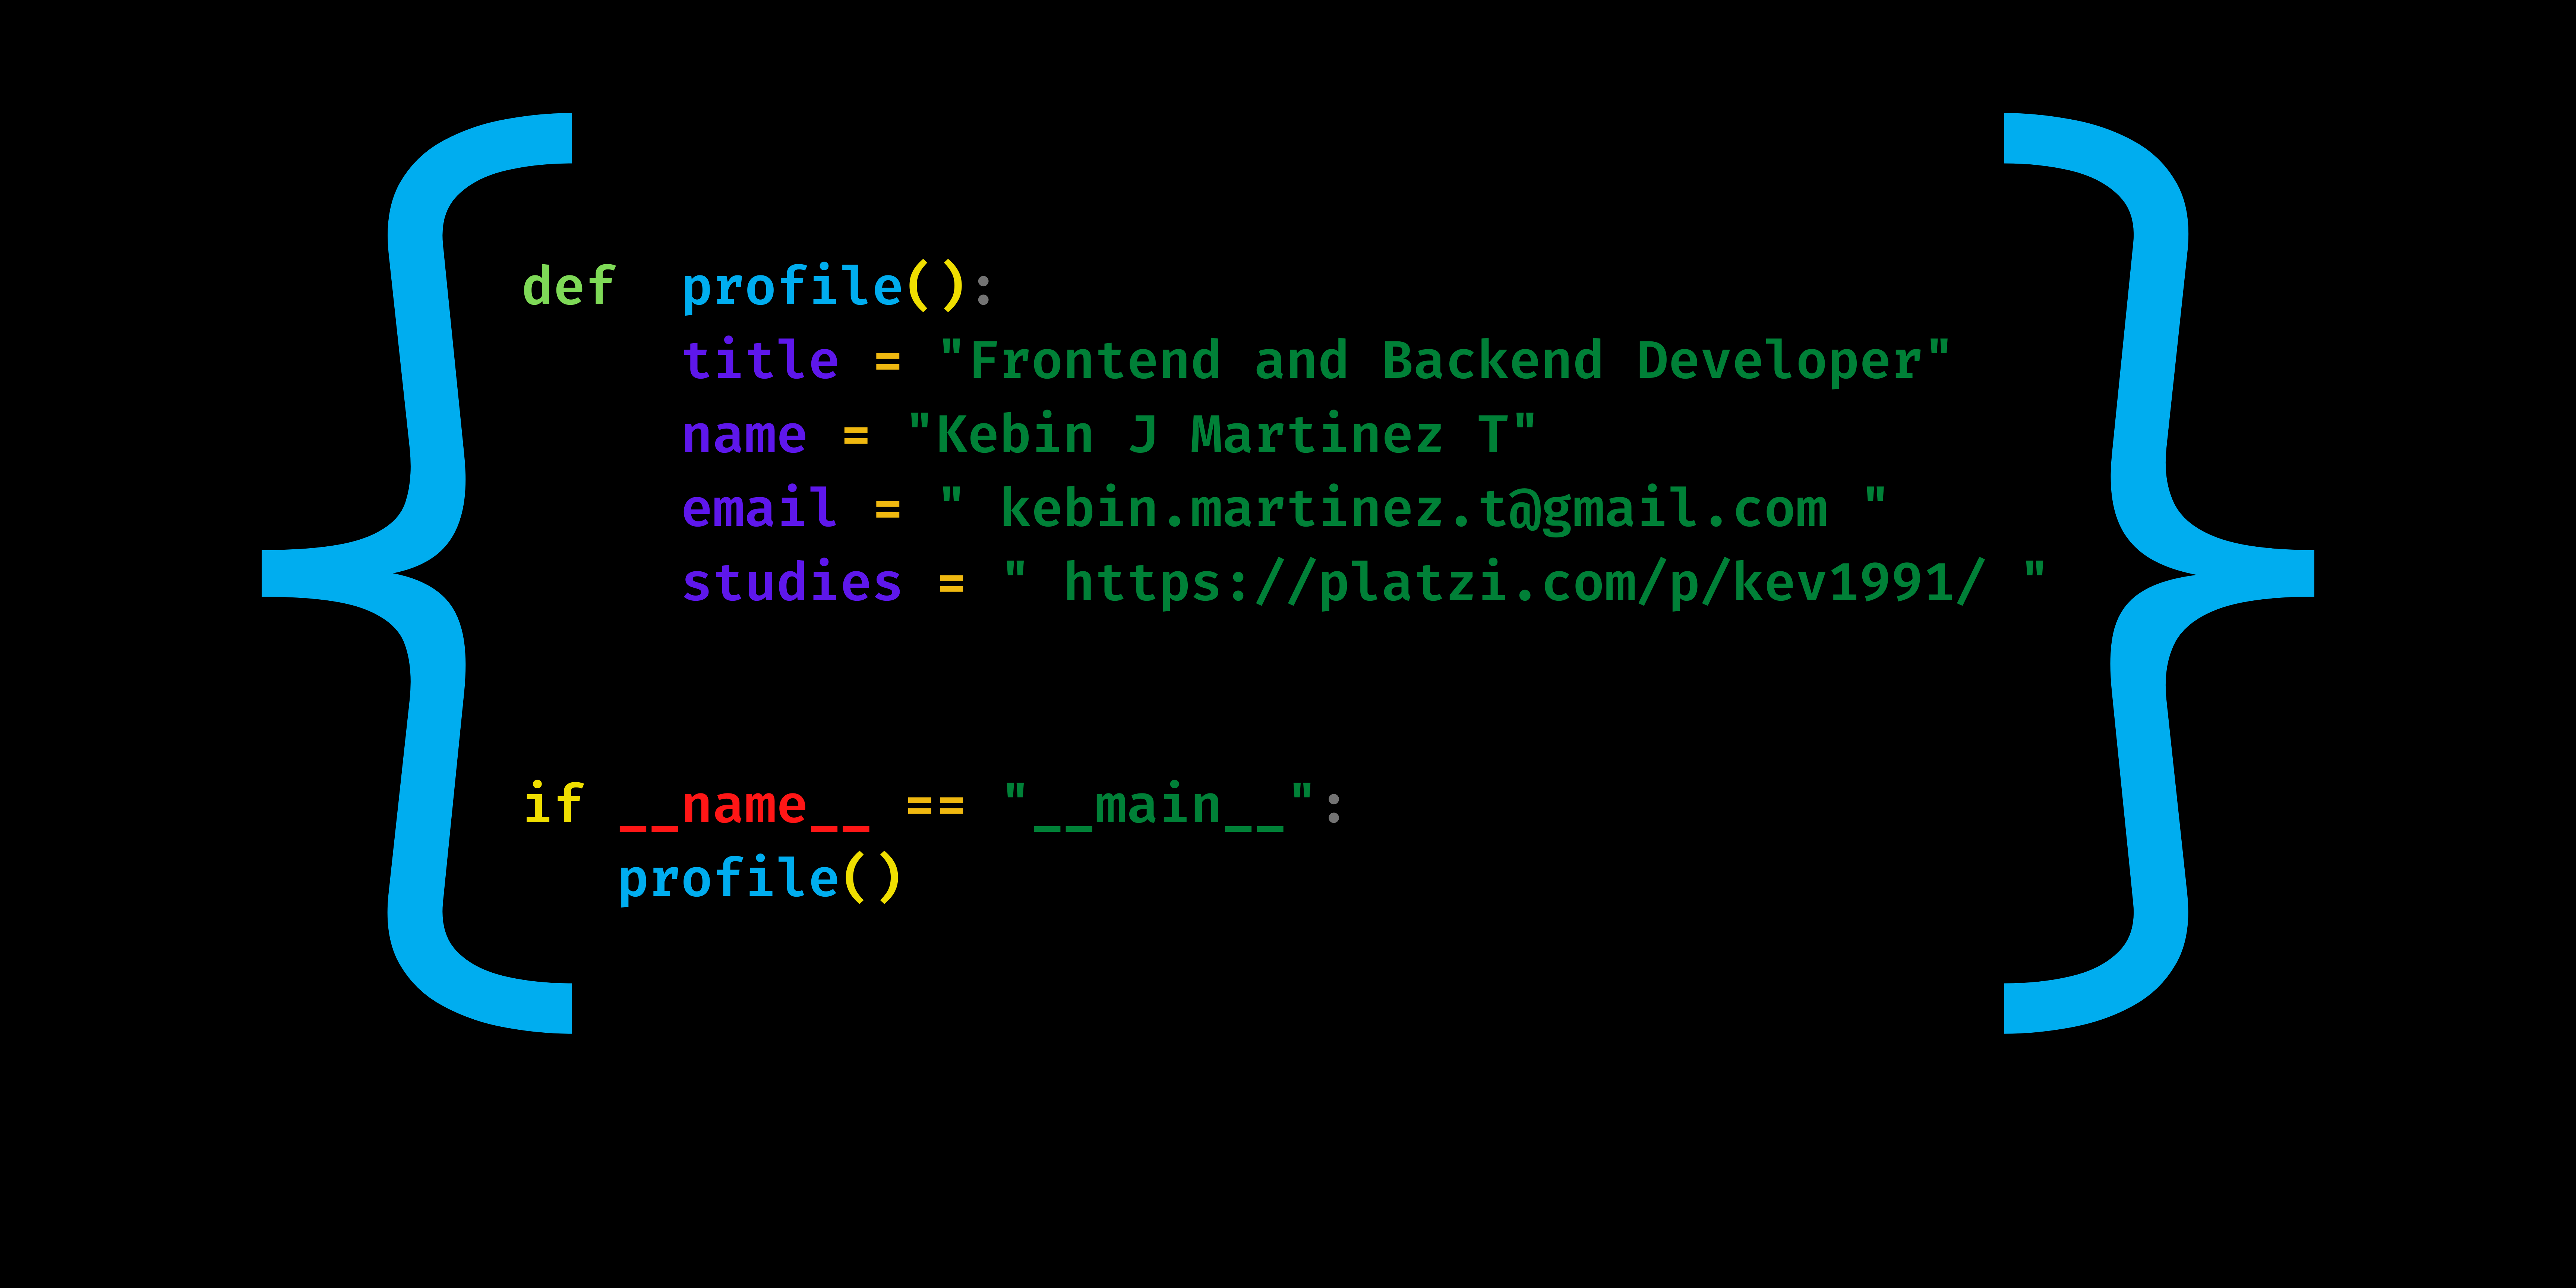 def  profile():
     title = "Frontend and Backend Developer"
     name = "Kebin J Martinez T"
     email = " kebin.martinez.t@gmail.com "
     studies = " https://platzi.com/p/kev1991/ "
if __name__ == "__main__":
   profile()